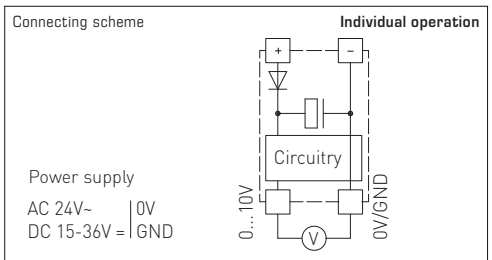 Connecting scheme
Individual operation
+ −
Circuitry
Power supply
AC 24V~ 0V
DC 15-36V = GND
0...10V
V
0V/GND